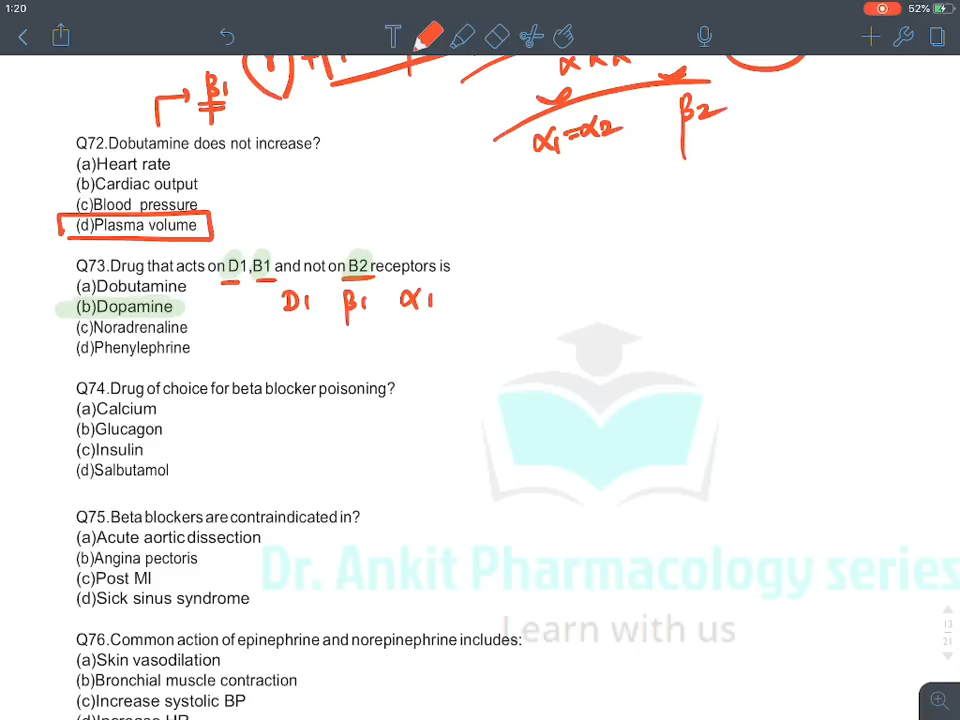 1:20
52%
β1
α1=α2
β2
Q72.Dobutamine does not increase?
(a)Heart rate
(b)Cardiac output
(c)Blood pressure
(d)Plasma volume
Q73.Drug that acts on D1,B1 and not on B2 receptors is
(a)Dobutamine
(b)Dopamine
D1 β1 α1
(c)Noradrenaline
(d)Phenylephrine
Q74.Drug of choice for beta blocker poisoning?
(a)Calcium
(b)Glucagon
(c)Insulin
(d)Salbutamol
Q75.Beta blockers are contraindicated in?
(a)Acute aortic dissection
(b)Angina pectoris
(c)Post MI
(d)Sick sinus syndrome
Dr. Ankit Pharmacology series
Learn with us
Q76.Common action of epinephrine and norepinephrine includes:
(a)Skin vasodilation
(b)Bronchial muscle contraction
(c)Increase systolic BP
(d)Increase HR
13
21